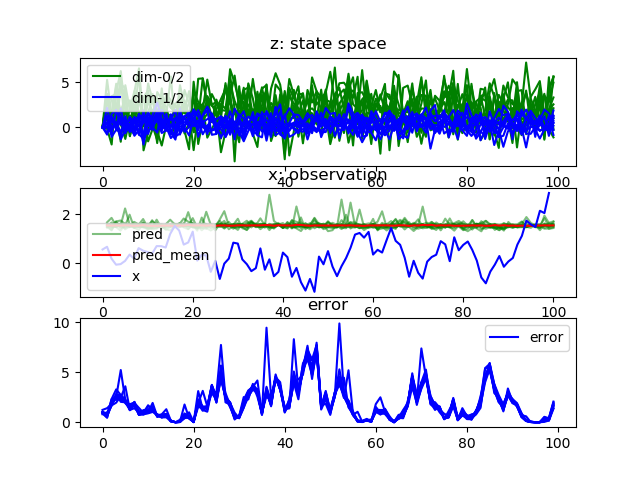 z: state space
5
0
dim-0/2
dim-1/2
0 20 40 60 80 100
x: observation
2
0
pred
pred_mean
x
0 20 40 60 80 100
error
10
5
0
error
0 20 40 60 80 100